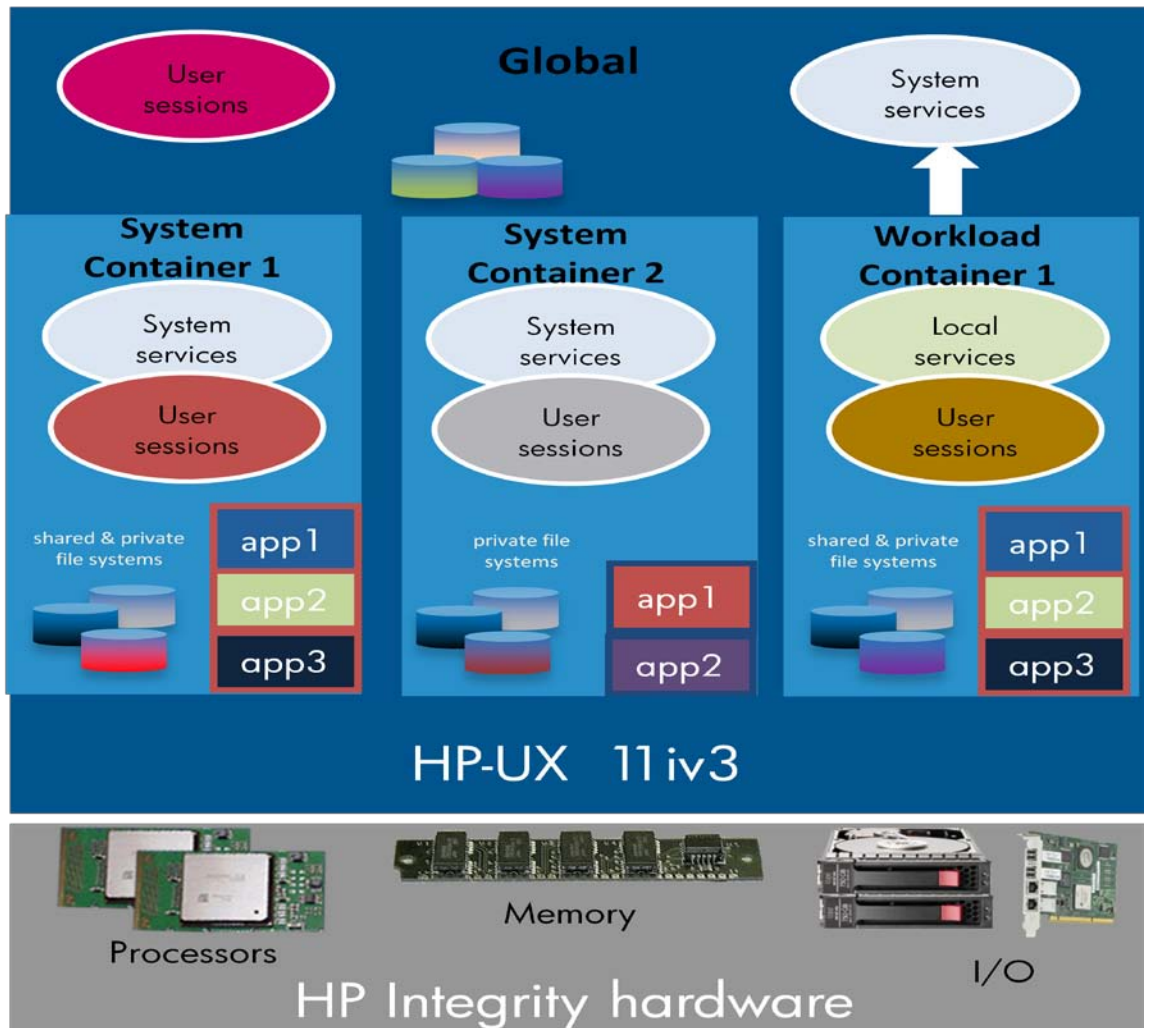 Global
User
sessions
System
services
System
Container 1
System
services
User
sessions
shared & private
file systems
app1
app2
app3
System
Container 2
System
services
User
sessions
private file
systems
app1
app2
Workload
Container 1
Local
services
User
sessions
shared & private
file systems
app1
app2
app3
HP-UX 11iv3
Processors
Memory
I/O
HP Integrity hardware